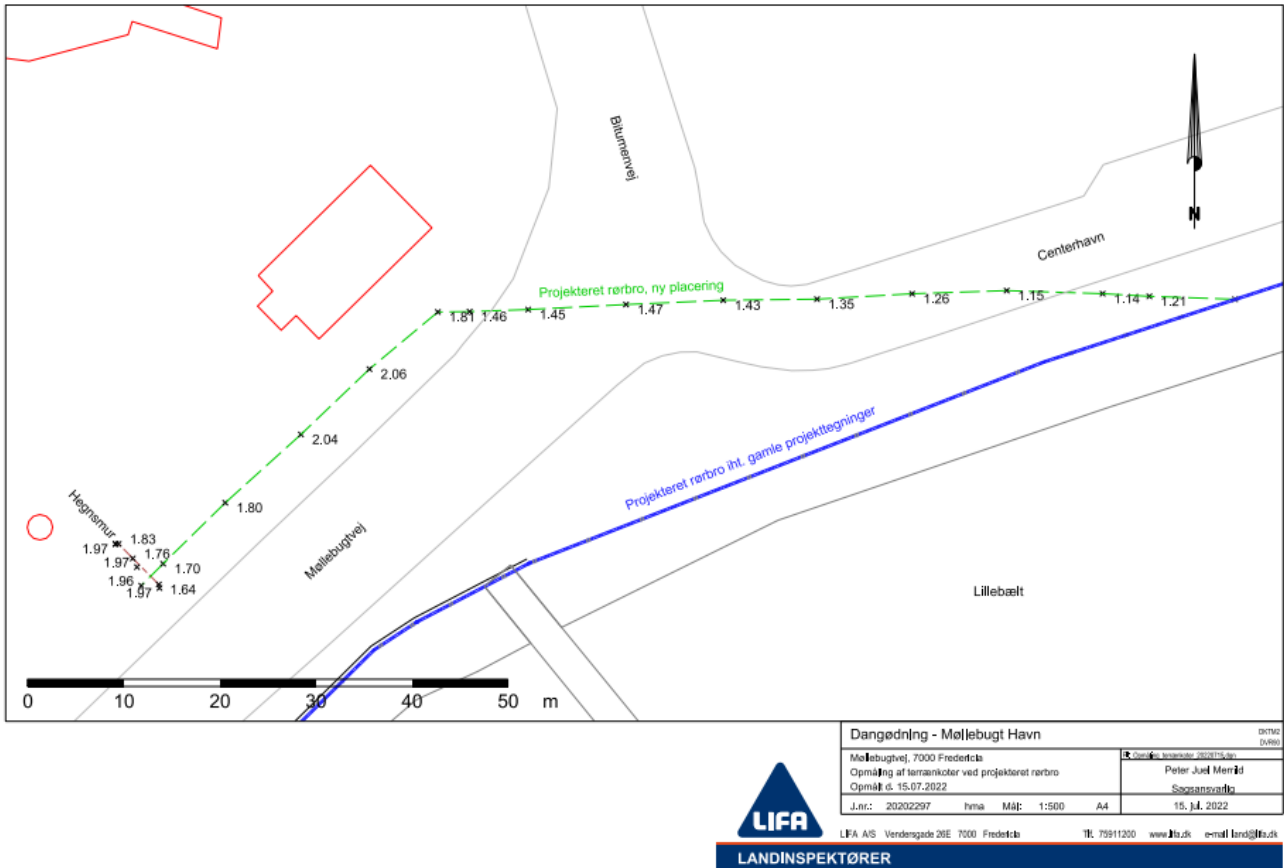 Bitumenvej
Centerhavn
N
Projekteret rørbro, ny placering
1.81
1.46
1.45
1.47
1.43
1.35
1.26
1.15
1.14
1.21
2.06
2.04
1.80
Projekteret rørbro iht. gamle projekttegninger
Hegnsmur
1.83
1.97
1.76
1.97
1.70
1.96
1.97
1.64
Møllebugtvej
Lillebælt
0 10 20 30 40 50 m
Dangødning - Møllebugt Havn
DKTM2
DVR90
Møllebugtvej, 7000 Fredericia
Opmåling af terrænkoter ved projekteret rørbro
Opmålt d. 15.07.2022
Peter Juel Merrild
Sagsansvarlig
J.nr.: 20202297 hma Mål: 1:500 A4
15. jul. 2022
LIFA
LIFA A/S Vendersgade 26E 7000 Fredericia Tlf. 75911200 www.lifa.dk e-mail land@lifa.dk
LANDINSPEKTØRER